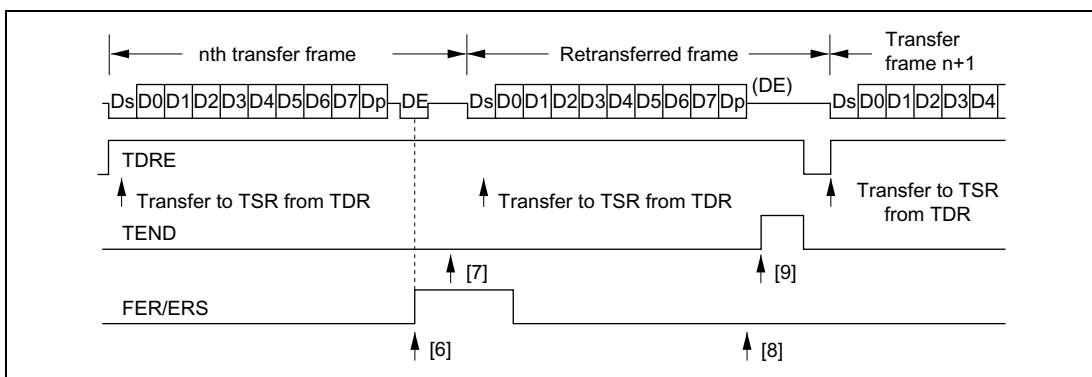 nth transfer frame
Retransferred frame
Transfer
frame n+1
Ds D0 D1 D2 D3 D4 D5 D6 D7 Dp DE Ds D0 D1 D2 D3 D4 D5 D6 D7 Dp (DE) Ds D0 D1 D2 D3 D4
TDRE
Transfer to TSR from TDR
Transfer to TSR from TDR
Transfer to TSR
from TDR
TEND
[7]
[9]
FER/ERS
[6]
[8]